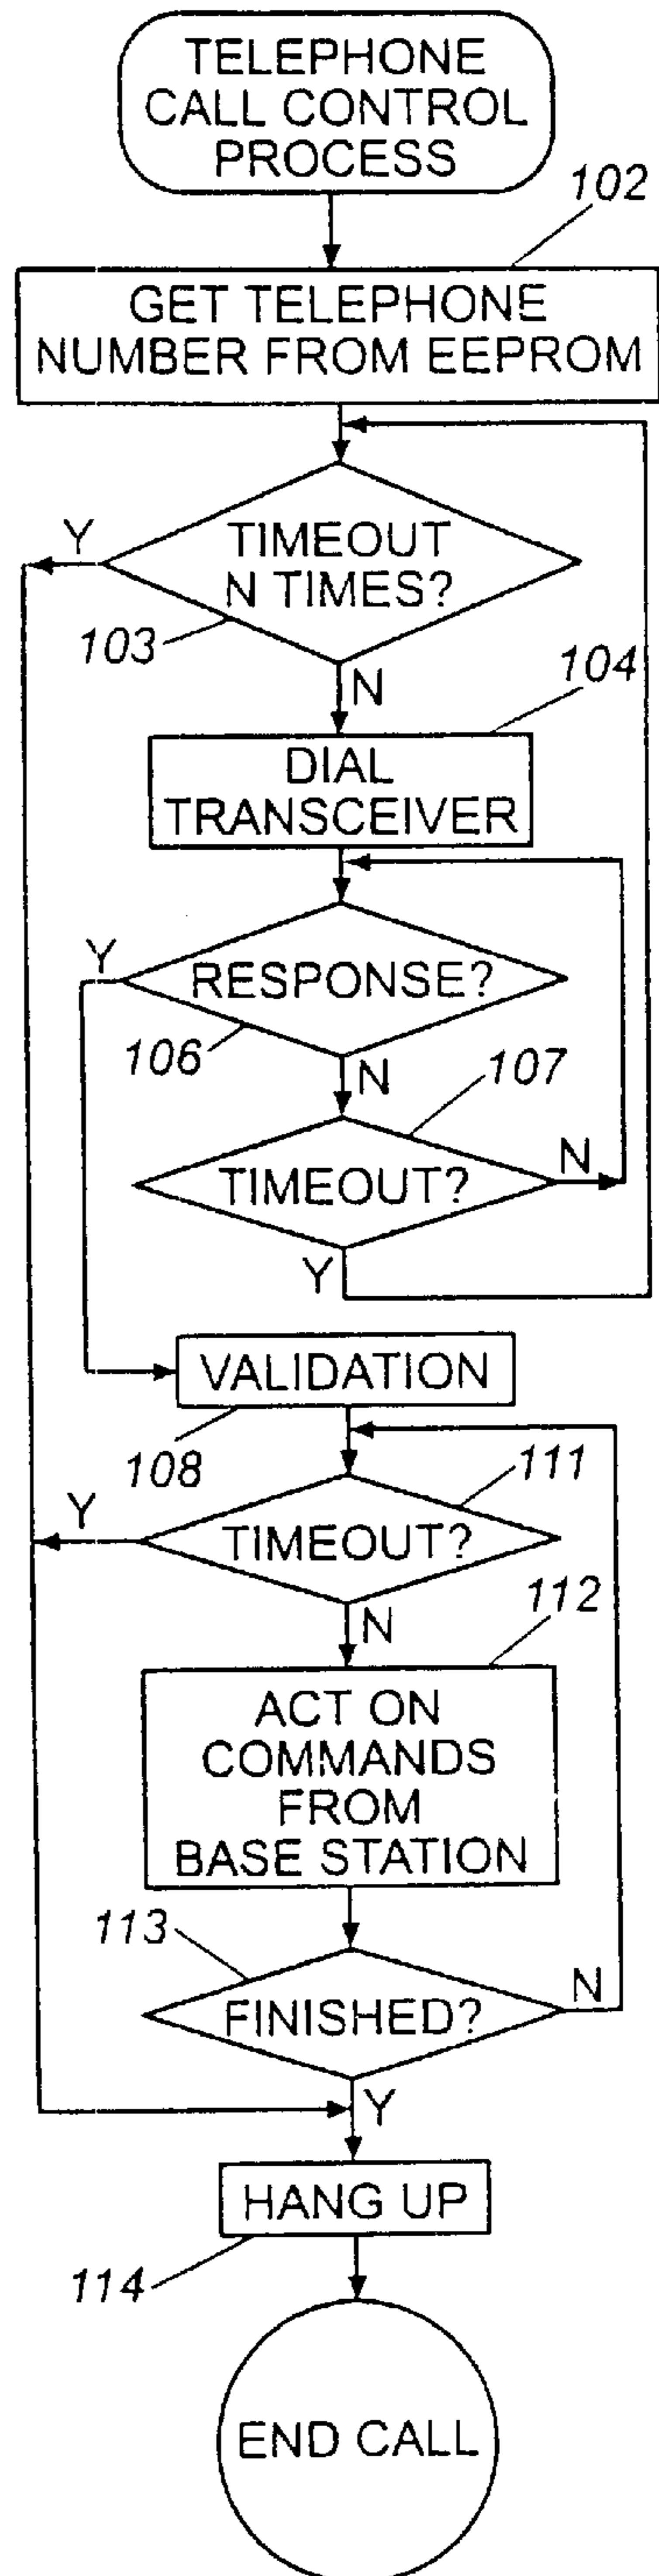 TELEPHONE
CALL CONTROL
PROCESS
102
GET TELEPHONE
NUMBER FROM EEPROM
Y
TIMEOUT
N TIMES?
103
N
104
DIAL
TRANSCEIVER
Y
RESPONSE?
106
N
107
TIMEOUT?
N
Y
VALIDATION
108
111
Y
TIMEOUT?
N
112
ACT ON
COMMANDS
FROM
BASE STATION
113
FINISHED?
N
Y
HANG UP
114
END CALL